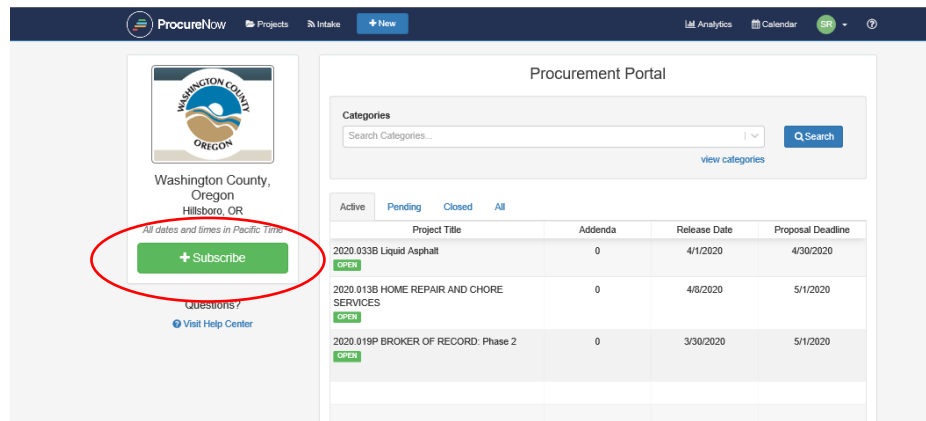 ProcureNow Projects Intake + New Analytics Calendar SR
WASHINGTON COUNTY
OREGON
Washington County,
Oregon
Hillsboro, OR
All dates and times in Pacific Time
+ Subscribe
Questions?
Visit Help Center
Procurement Portal
Categories
Search Categories...
Search
view categories
Active Pending Closed All
Project Title Addenda Release Date Proposal Deadline
2020.033B Liquid Asphalt 0 4/1/2020 4/30/2020
OPEN
2020.013B HOME REPAIR AND CHORE 0 4/8/2020 5/1/2020
SERVICES
OPEN
2020.019P BROKER OF RECORD: Phase 2 0 3/30/2020 5/1/2020
OPEN